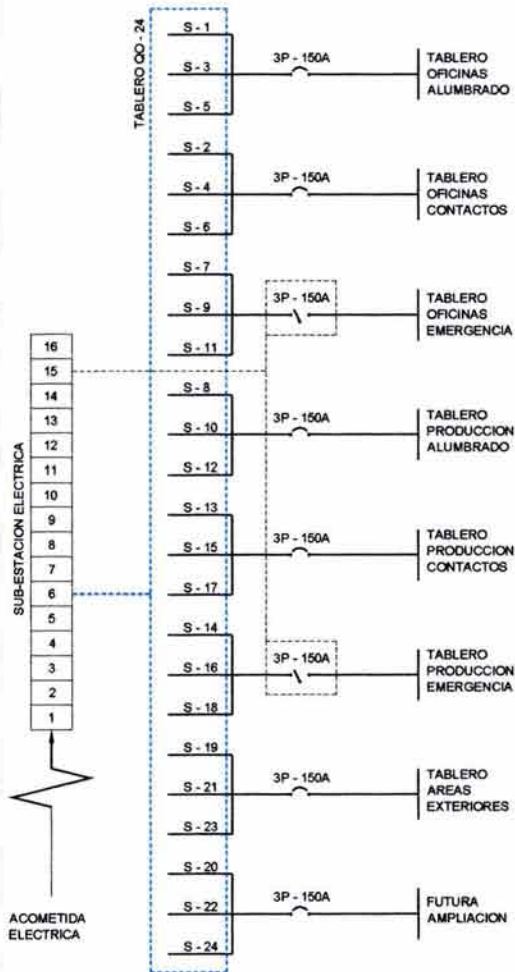 TABLERO QO - 24
S - 1
S - 3
S - 5
3P - 150A
TABLERO
OFICINAS
ALUMBRADO
S - 2
S - 4
S - 6
3P - 150A
TABLERO
OFICINAS
CONTACTOS
S - 7
S - 9
S - 11
3P - 150A
TABLERO
OFICINAS
EMERGENCIA
S - 8
S - 10
S - 12
3P - 150A
TABLERO
PRODUCCION
ALUMBRADO
S - 13
S - 15
S - 17
3P - 150A
TABLERO
PRODUCCION
CONTACTOS
S - 14
S - 16
S - 18
3P - 150A
TABLERO
PRODUCCION
EMERGENCIA
S - 19
S - 21
S - 23
3P - 150A
TABLERO
AREAS
EXTERIORES
S - 20
S - 22
S - 24
3P - 150A
FUTURA
AMPLIACION
SUB-ESTACION ELECTRICA
16
15
14
13
12
11
10
9
8
7
6
5
4
3
2
1
ACOMETIDA
ELECTRICA